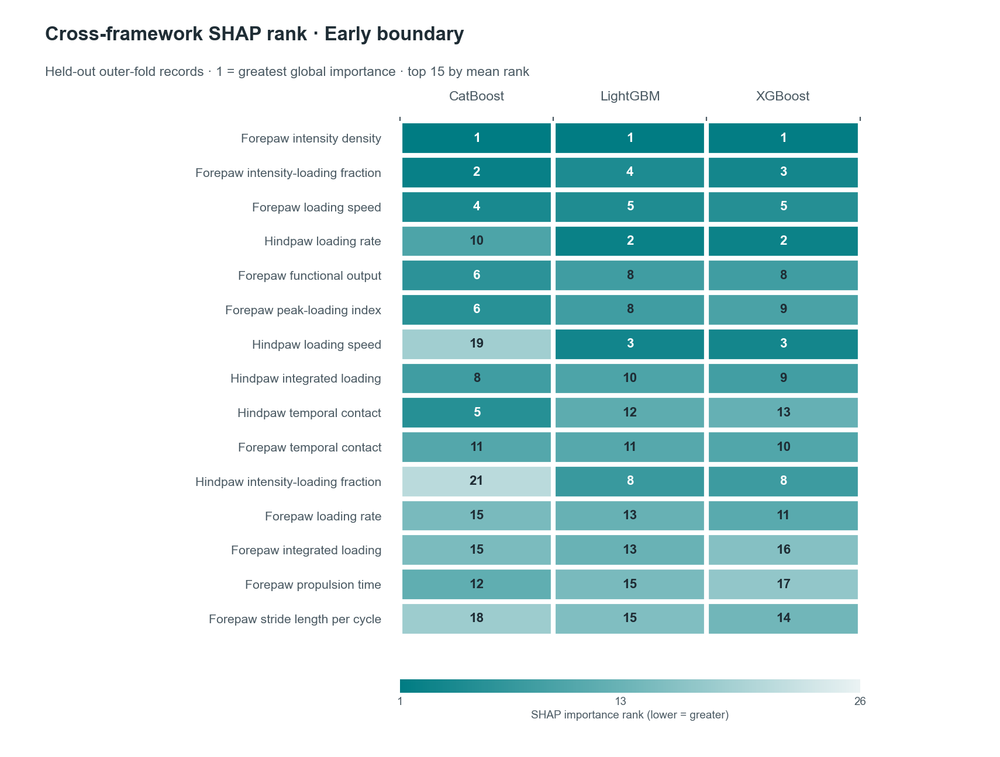 Cross-framework SHAP rank · Early boundary
Held-out outer-fold records · 1 = greatest global importance · top 15 by mean rank
CatBoost LightGBM XGBoost
Forepaw intensity density 1 1 1
Forepaw intensity-loading fraction 2 4 3
Forepaw loading speed 4 5 5
Hindpaw loading rate 10 2 2
Forepaw functional output 6 8 8
Forepaw peak-loading index 6 8 9
Hindpaw loading speed 19 3 3
Hindpaw integrated loading 8 10 9
Hindpaw temporal contact 5 12 13
Forepaw temporal contact 11 11 10
Hindpaw intensity-loading fraction 21 8 8
Forepaw loading rate 15 13 11
Forepaw integrated loading 15 13 16
Forepaw propulsion time 12 15 17
Forepaw stride length per cycle 18 15 14
1 13 26
SHAP importance rank (lower = greater)